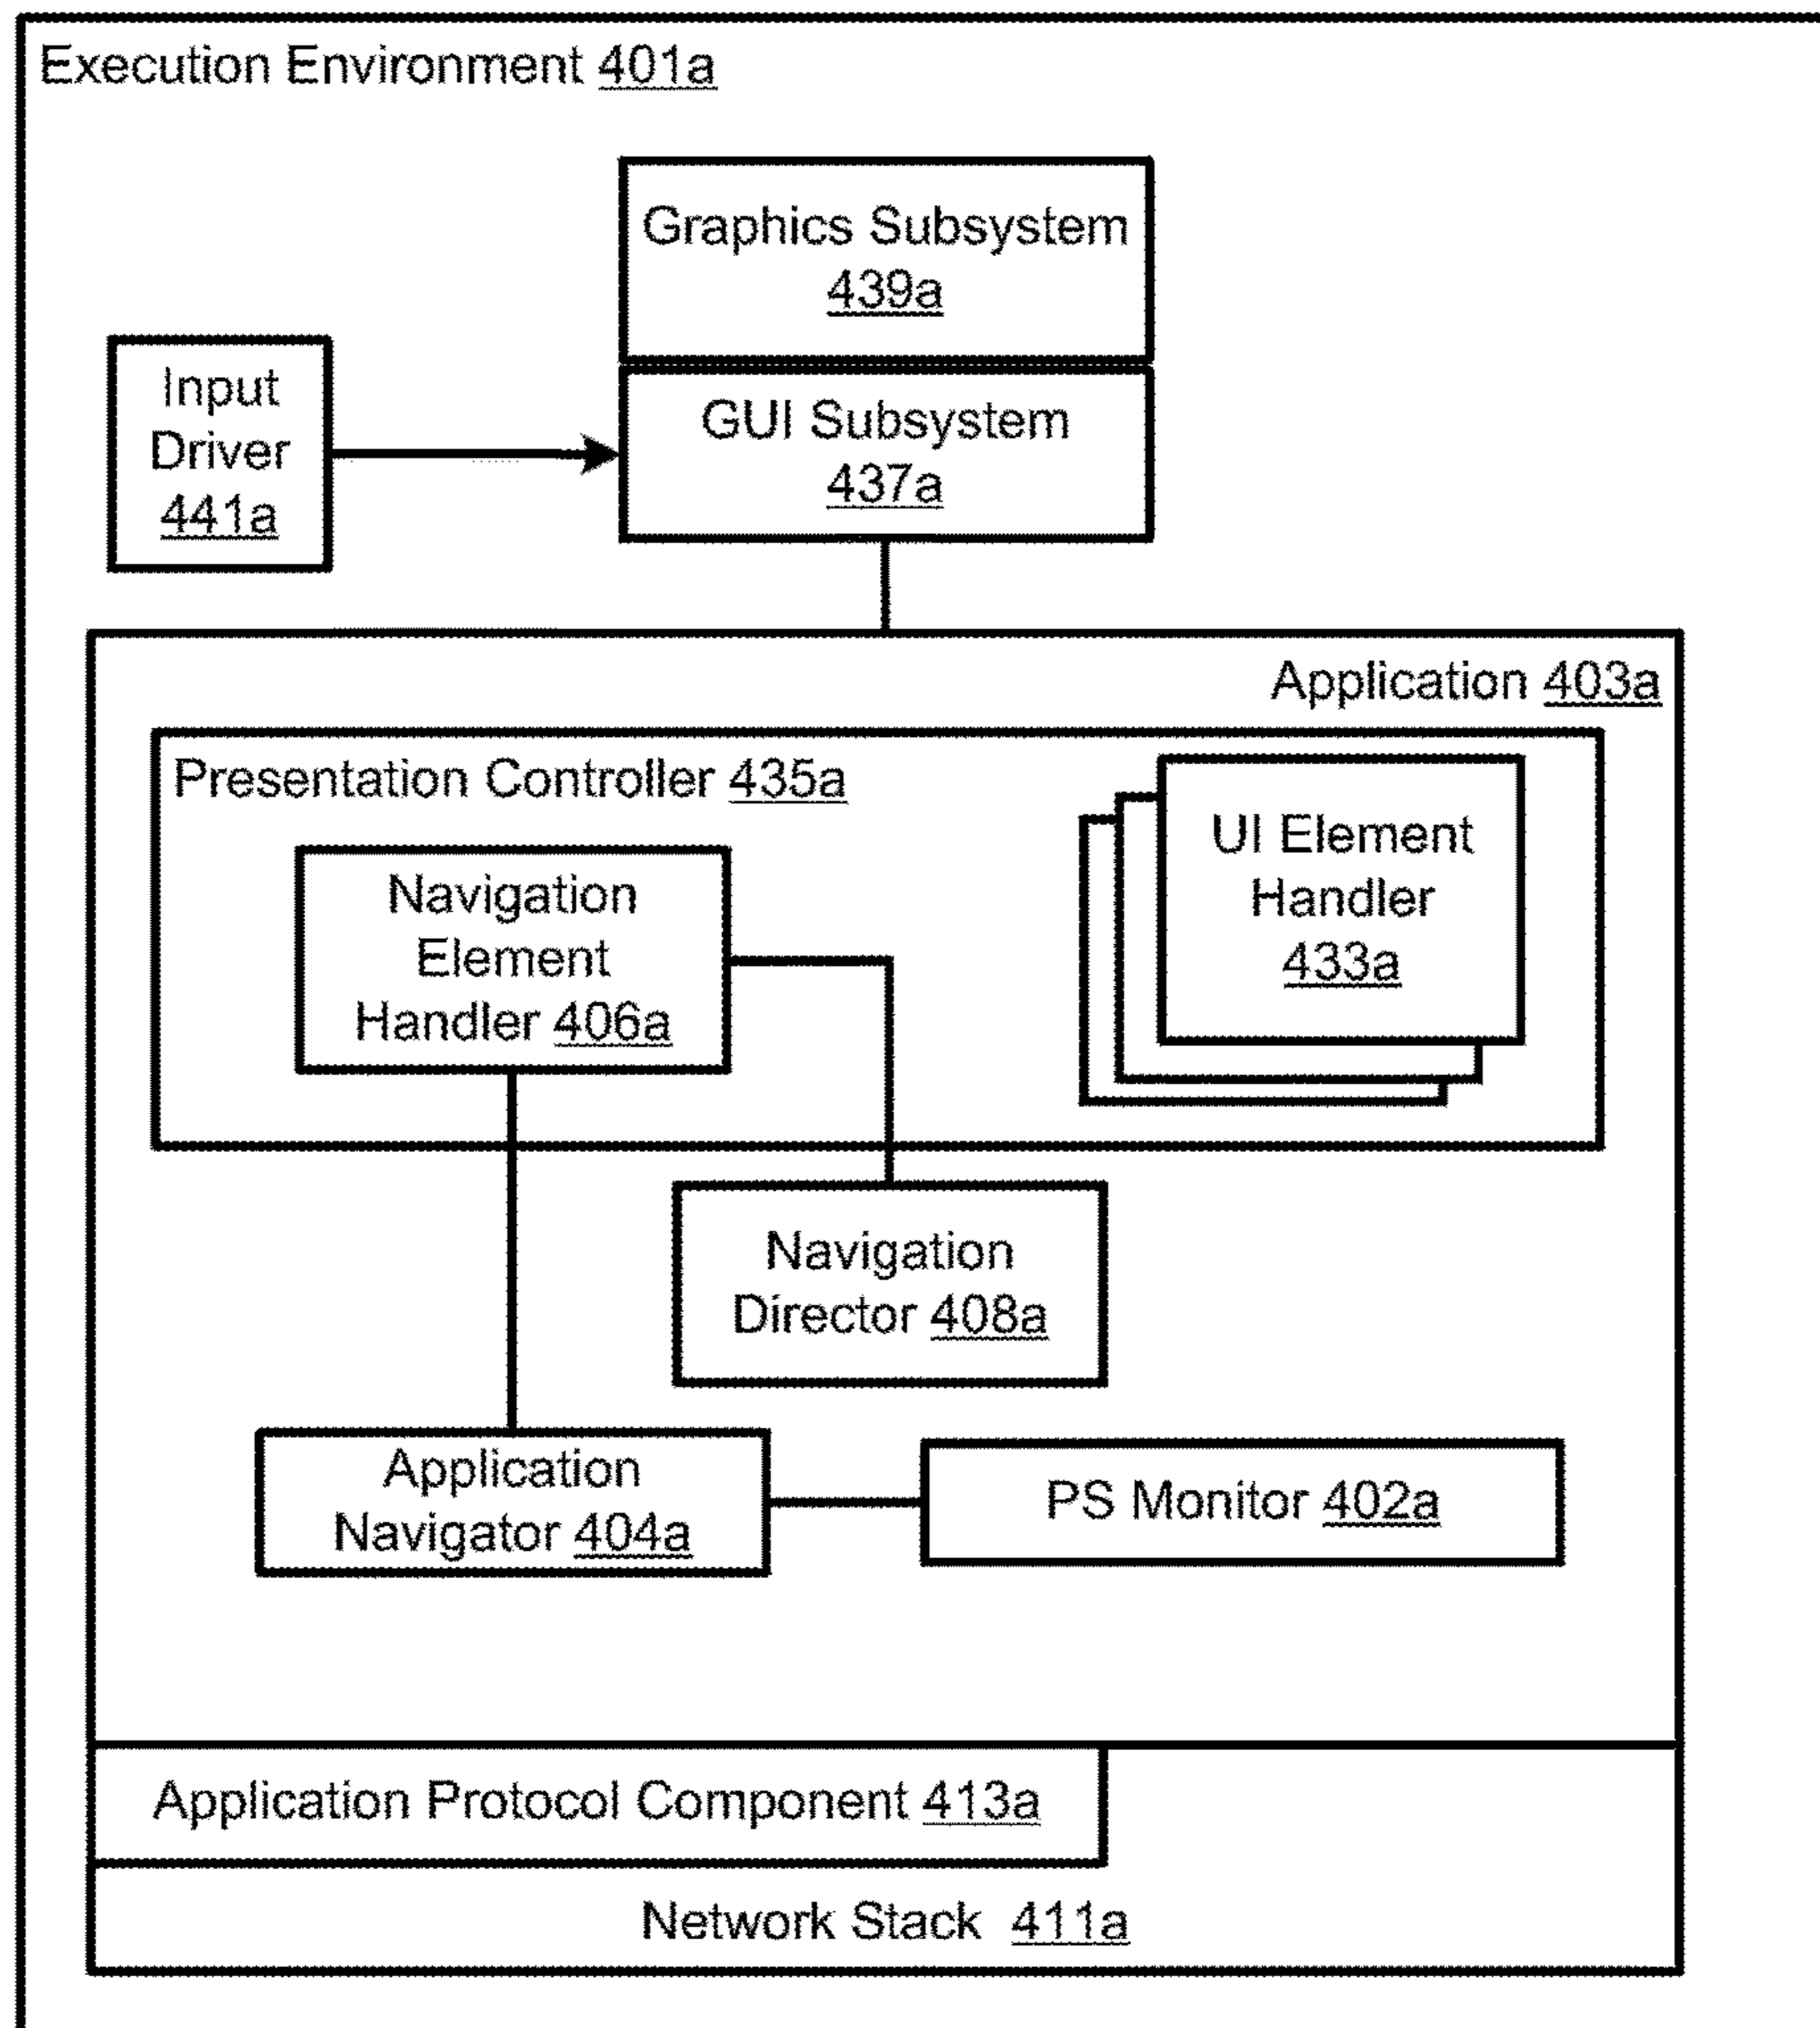 Execution Environment 401a
Graphics Subsystem
439a
Input
Driver
441a
GUI Subsystem
437a
Application 403a
Presentation Controller 435a
Navigation
Element
Handler 406a
UI Element
Handler
433a
Navigation
Director 408a
Application
Navigator 404a
PS Monitor 402a
Application Protocol Component 413a
Network Stack 411a